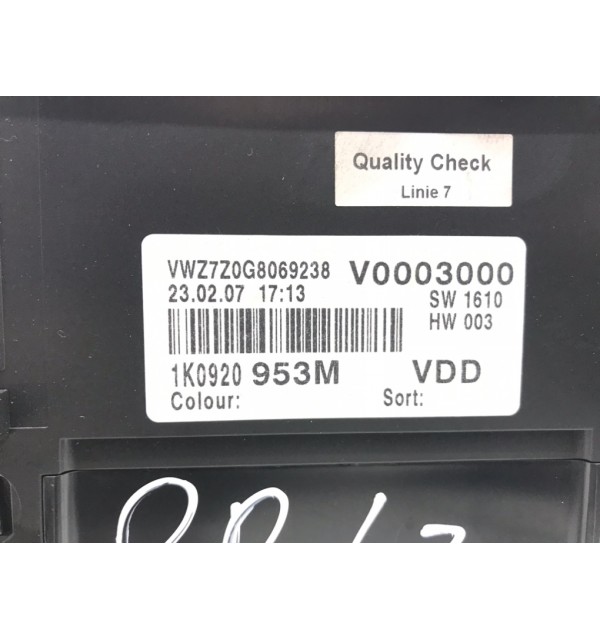 Quality Check
Linie 7
VWZ7Z0G8069238 V0003000
23.02.07 17:13 SW 1610
HW 003
1K0920 953M VDD
Colour: Sort: